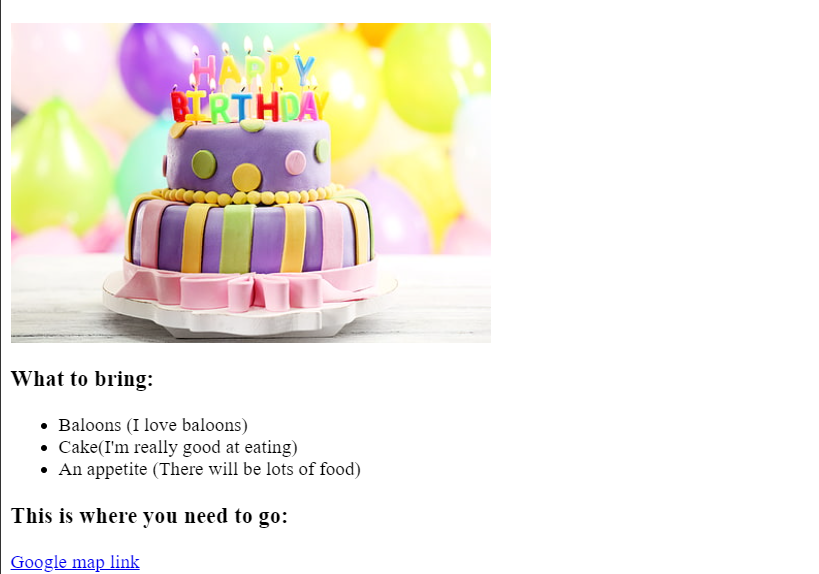 HAPPY
BIRTHDAY
What to bring:
Baloons (I love baloons)
Cake(I'm really good at eating)
An appetite (There will be lots of food)
This is where you need to go:
Google map link